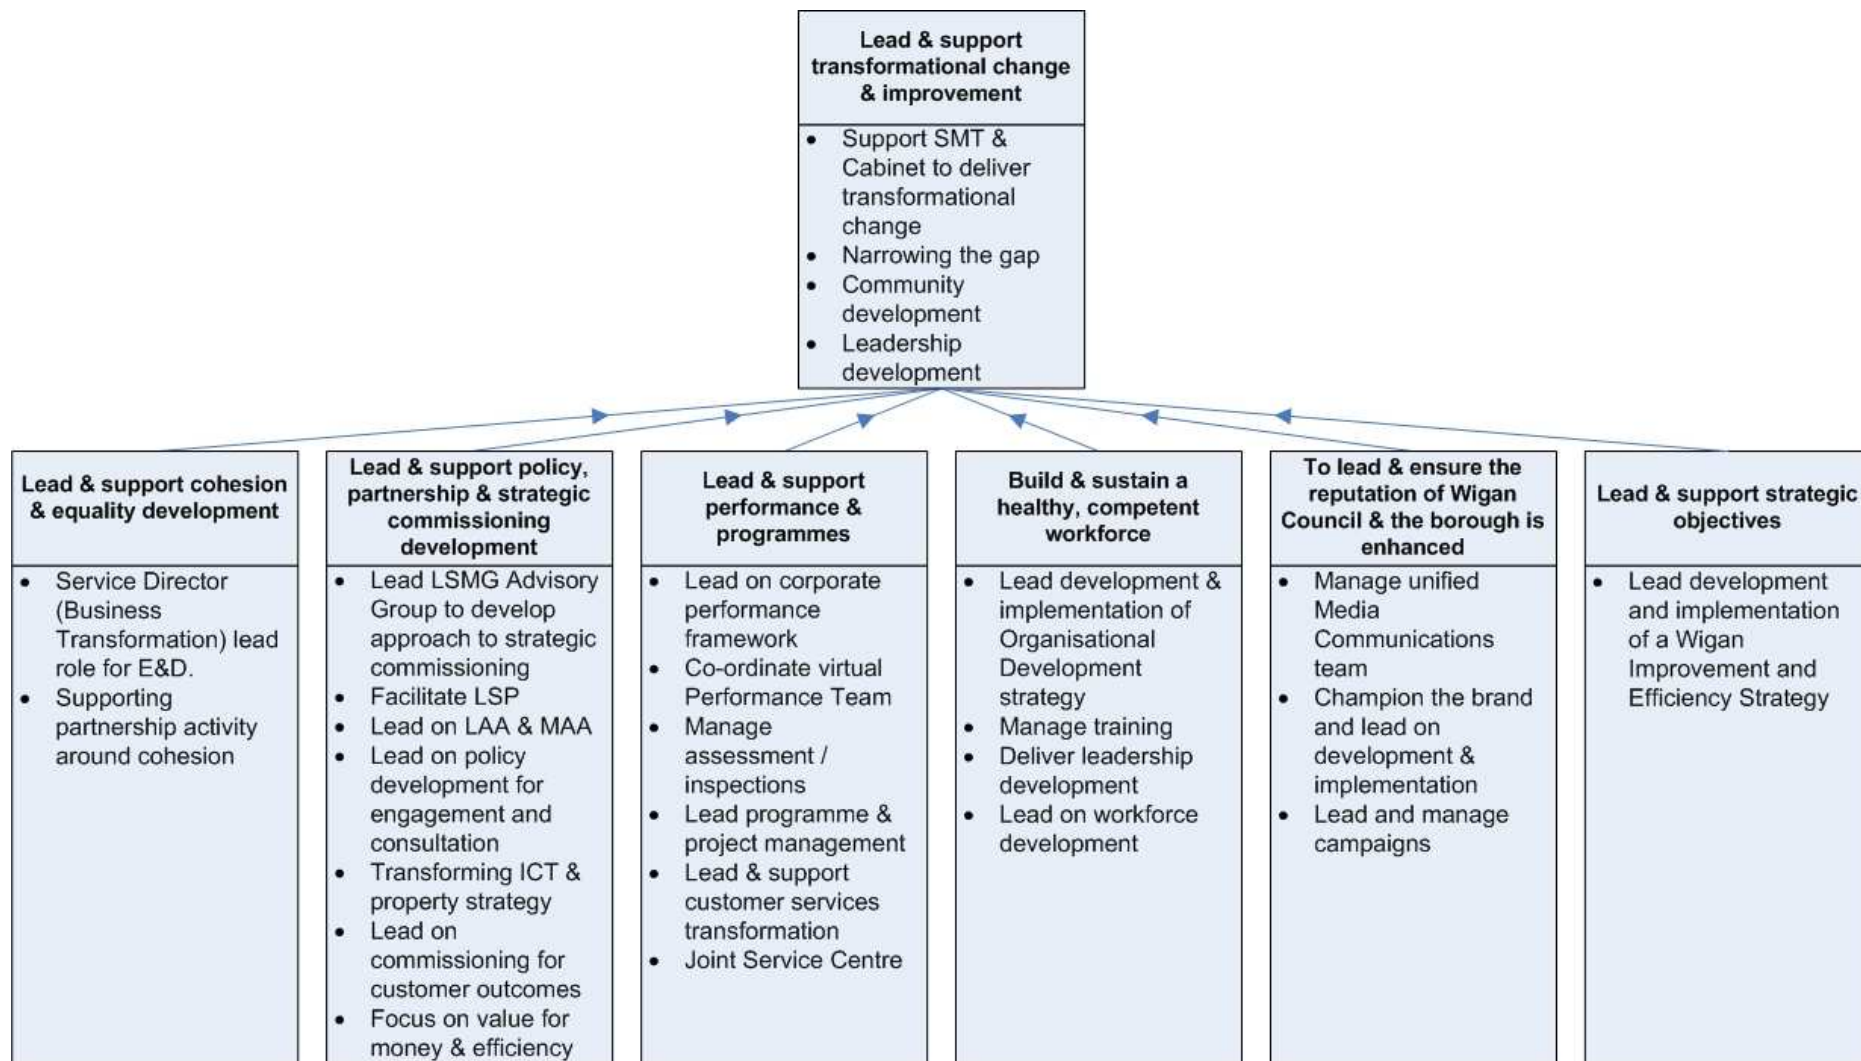 Lead & support
transformational change
& improvement
• Support SMT &
Cabinet to deliver
transformational
change
• Narrowing the gap
• Community
development
• Leadership
development
Lead & support cohesion
& equality development
• Service Director
(Business
Transformation) lead
role for E&D.
• Supporting
partnership activity
around cohesion
Lead & support policy,
partnership & strategic
commissioning
development
• Lead LSMG Advisory
Group to develop
approach to strategic
commissioning
• Facilitate LSP
• Lead on LAA & MAA
• Lead on policy
development for
engagement and
consultation
• Transforming ICT &
property strategy
• Lead on
commissioning for
customer outcomes
• Focus on value for
money & efficiency
Lead & support
performance &
programmes
• Lead on corporate
performance
framework
• Co-ordinate virtual
Performance Team
• Manage
assessment /
inspections
• Lead programme &
project management
• Lead & support
customer services
transformation
• Joint Service Centre
Build & sustain a
healthy, competent
workforce
• Lead development &
implementation of
Organisational
Development
strategy
• Manage training
• Deliver leadership
development
• Lead on workforce
development
To lead & ensure the
reputation of Wigan
Council & the borough is
enhanced
• Manage unified
Media
Communications
team
• Champion the brand
and lead on
development &
implementation
• Lead and manage
campaigns
Lead & support strategic
objectives
• Lead development
and implementation
of a Wigan
Improvement and
Efficiency Strategy